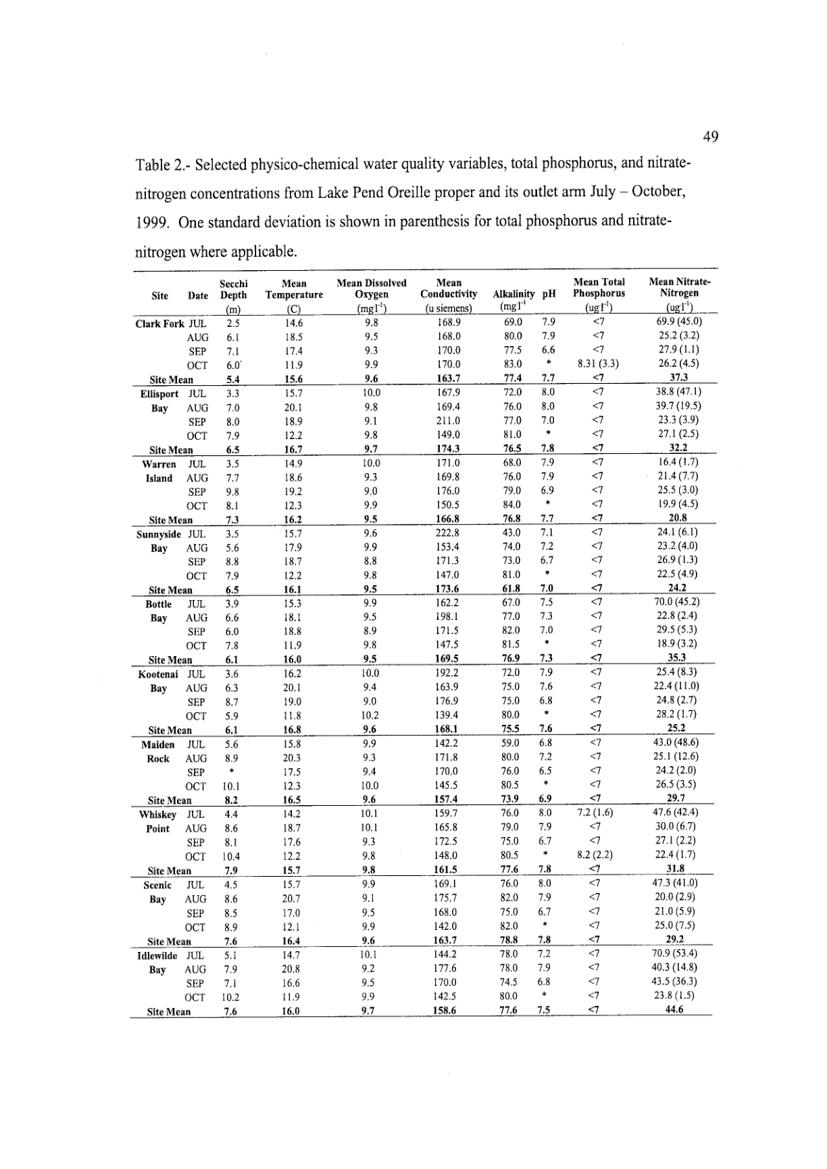 49
Table 2.- Selected physico-chemical water quality variables, total phosphorus, and nitrate-
nitrogen concentrations from Lake Pend Oreille proper and its outlet arm July – October,
1999. One standard deviation is shown in parenthesis for total phosphorus and nitrate-
nitrogen where applicable.
Site Date Secchi Depth (m) Mean Temperature (C) Mean Dissolved Oxygen (mg l⁻¹) Mean Conductivity (u siemens) Alkalinity (mg l⁻¹) pH Mean Total Phosphorus (ug l⁻¹) Mean Nitrate-Nitrogen (ug l⁻¹)
Clark Fork JUL 2.5 14.6 9.8 168.9 69.0 7.9 <7 69.9 (45.0)
AUG 6.1 18.5 9.5 168.0 80.0 7.9 <7 25.2 (3.2)
SEP 7.1 17.4 9.3 170.0 77.5 6.6 <7 27.9 (1.1)
OCT 6.0 11.9 9.9 170.0 83.0 * 8.31 (3.3) 26.2 (4.5)
Site Mean 5.4 15.6 9.6 163.7 77.4 7.7 <7 37.3
Ellisport JUL 3.3 15.7 10.0 167.9 72.0 8.0 <7 38.8 (47.1)
Bay AUG 7.0 20.1 9.8 169.4 76.0 8.0 <7 39.7 (19.5)
SEP 8.0 18.9 9.1 211.0 77.0 7.0 <7 23.3 (3.9)
OCT 7.9 12.2 9.8 149.0 81.0 * <7 27.1 (2.5)
Site Mean 6.5 16.7 9.7 174.3 76.5 7.8 <7 32.2
Warren JUL 3.5 14.9 10.0 171.0 68.0 7.9 <7 16.4 (1.7)
Island AUG 7.7 18.6 9.3 169.8 76.0 7.9 <7 21.4 (7.7)
SEP 9.8 19.2 9.0 176.0 79.0 6.9 <7 25.5 (3.0)
OCT 8.1 12.3 9.9 150.5 84.0 * <7 19.9 (4.5)
Site Mean 7.3 16.2 9.5 166.8 76.8 7.7 <7 20.8
Sunnyside JUL 3.5 15.7 9.6 222.8 43.0 7.1 <7 24.1 (6.1)
Bay AUG 5.6 17.9 9.9 153.4 74.0 7.2 <7 23.2 (4.0)
SEP 8.8 18.7 8.8 171.3 73.0 6.7 <7 26.9 (1.3)
OCT 7.9 12.2 9.8 147.0 81.0 * <7 22.5 (4.9)
Site Mean 6.5 16.1 9.5 173.6 61.8 7.0 <7 24.2
Bottle JUL 3.9 15.3 9.9 162.2 67.0 7.5 <7 70.0 (45.2)
Bay AUG 6.6 18.1 9.5 198.1 77.0 7.3 <7 22.8 (2.4)
SEP 6.0 18.8 8.9 171.5 82.0 7.0 <7 29.5 (5.3)
OCT 7.8 11.9 9.8 147.5 81.5 * <7 18.9 (3.2)
Site Mean 6.1 16.0 9.5 169.5 76.9 7.3 <7 35.3
Kootenai JUL 3.6 16.2 10.0 192.2 72.0 7.9 <7 25.4 (8.3)
Bay AUG 6.3 20.1 9.4 163.9 75.0 7.6 <7 22.4 (11.0)
SEP 8.7 19.0 9.0 176.9 75.0 6.8 <7 24.8 (2.7)
OCT 5.9 11.8 10.2 139.4 80.0 * <7 28.2 (1.7)
Site Mean 6.1 16.8 9.6 168.1 75.5 7.6 <7 25.2
Maiden JUL 5.6 15.8 9.9 142.2 59.0 6.8 <7 43.0 (48.6)
Rock AUG 8.9 20.3 9.3 171.8 80.0 7.2 <7 25.1 (12.6)
SEP * 17.5 9.4 170.0 76.0 6.5 <7 24.2 (2.0)
OCT 10.1 12.3 10.0 145.5 80.5 * <7 26.5 (3.5)
Site Mean 8.2 16.5 9.6 157.4 73.9 6.9 <7 29.7
Whiskey JUL 4.4 14.2 10.1 159.7 76.0 8.0 7.2 (1.6) 47.6 (42.4)
Point AUG 8.6 18.7 10.1 165.8 79.0 7.9 <7 30.0 (6.7)
SEP 8.1 17.6 9.3 172.5 75.0 6.7 <7 27.1 (2.2)
OCT 10.4 12.2 9.8 148.0 80.5 * 8.2 (2.2) 22.4 (1.7)
Site Mean 7.9 15.7 9.8 161.5 77.6 7.8 <7 31.8
Scenic JUL 4.5 15.7 9.9 169.1 76.0 8.0 <7 47.3 (41.0)
Bay AUG 8.6 20.7 9.1 175.7 82.0 7.9 <7 20.0 (2.9)
SEP 8.5 17.0 9.5 168.0 75.0 6.7 <7 21.0 (5.9)
OCT 8.9 12.1 9.9 142.0 82.0 * <7 25.0 (7.5)
Site Mean 7.6 16.4 9.6 163.7 78.8 7.8 <7 29.2
Idlewilde JUL 5.1 14.7 10.1 144.2 78.0 7.2 <7 70.9 (53.4)
Bay AUG 7.9 20.8 9.2 177.6 78.0 7.9 <7 40.3 (14.8)
SEP 7.1 16.6 9.5 170.0 74.5 6.8 <7 43.5 (36.3)
OCT 10.2 11.9 9.9 142.5 80.0 * <7 23.8 (1.5)
Site Mean 7.6 16.0 9.7 158.6 77.6 7.5 <7 44.6